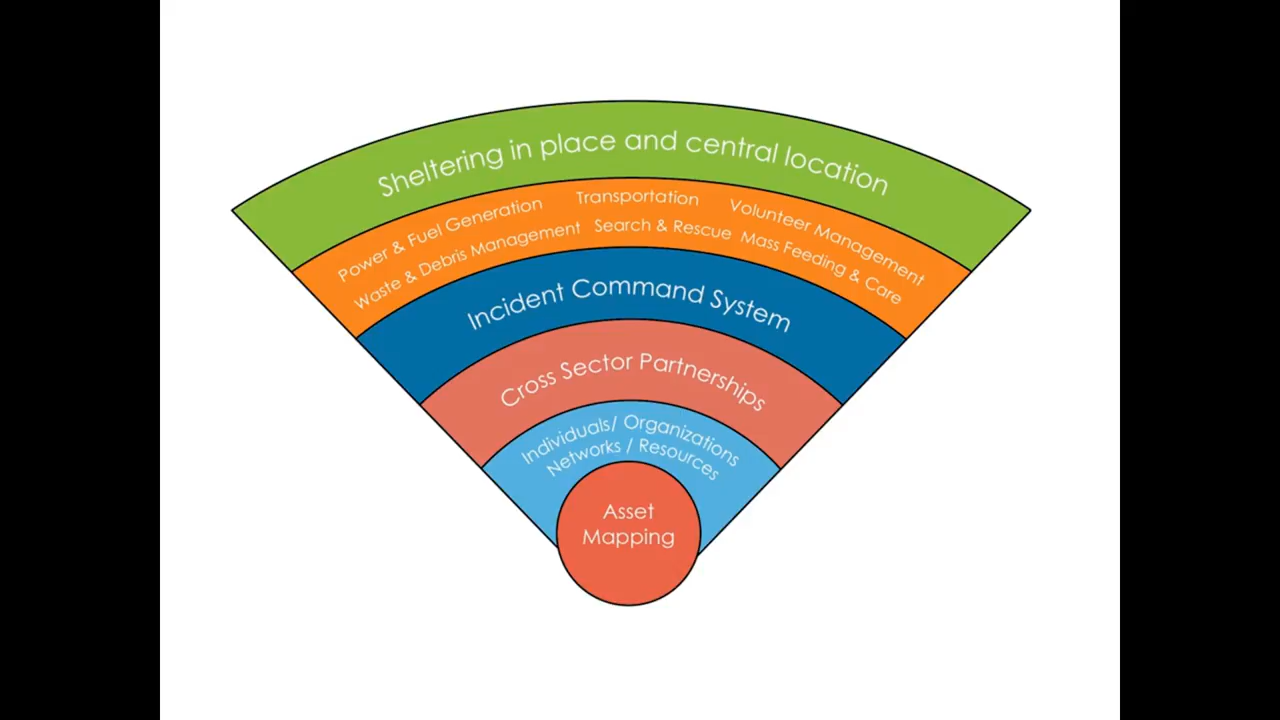 Sheltering in place and central location
Power & Fuel Generation
Transportation
Volunteer Management
Waste & Debris Management
Search & Rescue
Mass Feeding & Care
Incident Command System
Cross Sector Partnerships
Individuals/ Organizations
Networks / Resources
Asset
Mapping